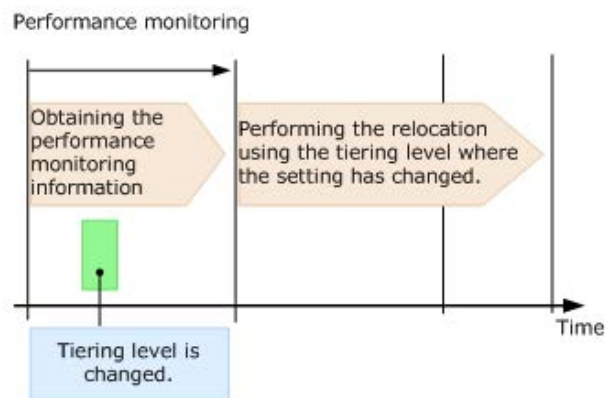 Performance monitoring
Obtaining the
performance
monitoring
information
Performing the relocation
using the tiering level where
the setting has changed.
Time
Tiering level is
changed.